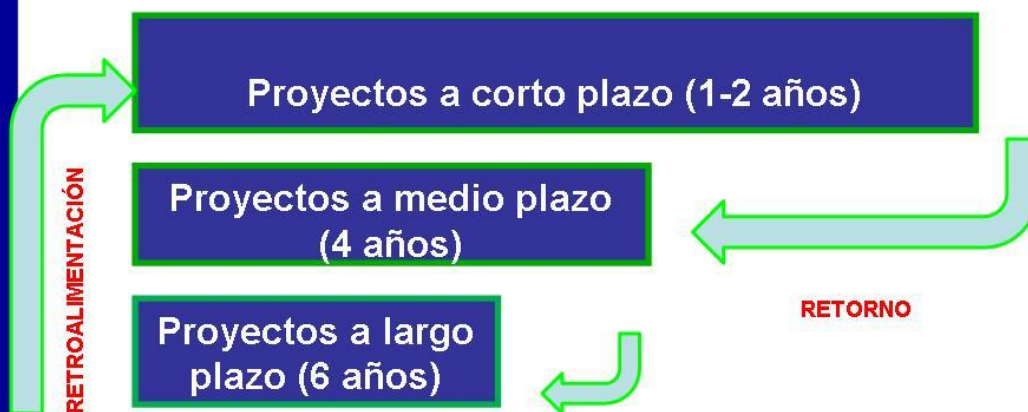 Proyectos a corto plazo (1-2 años)
Proyectos a medio plazo
(4 años)
Proyectos a largo
plazo (6 años)
RETROALIMENTACIÓN
RETORNO